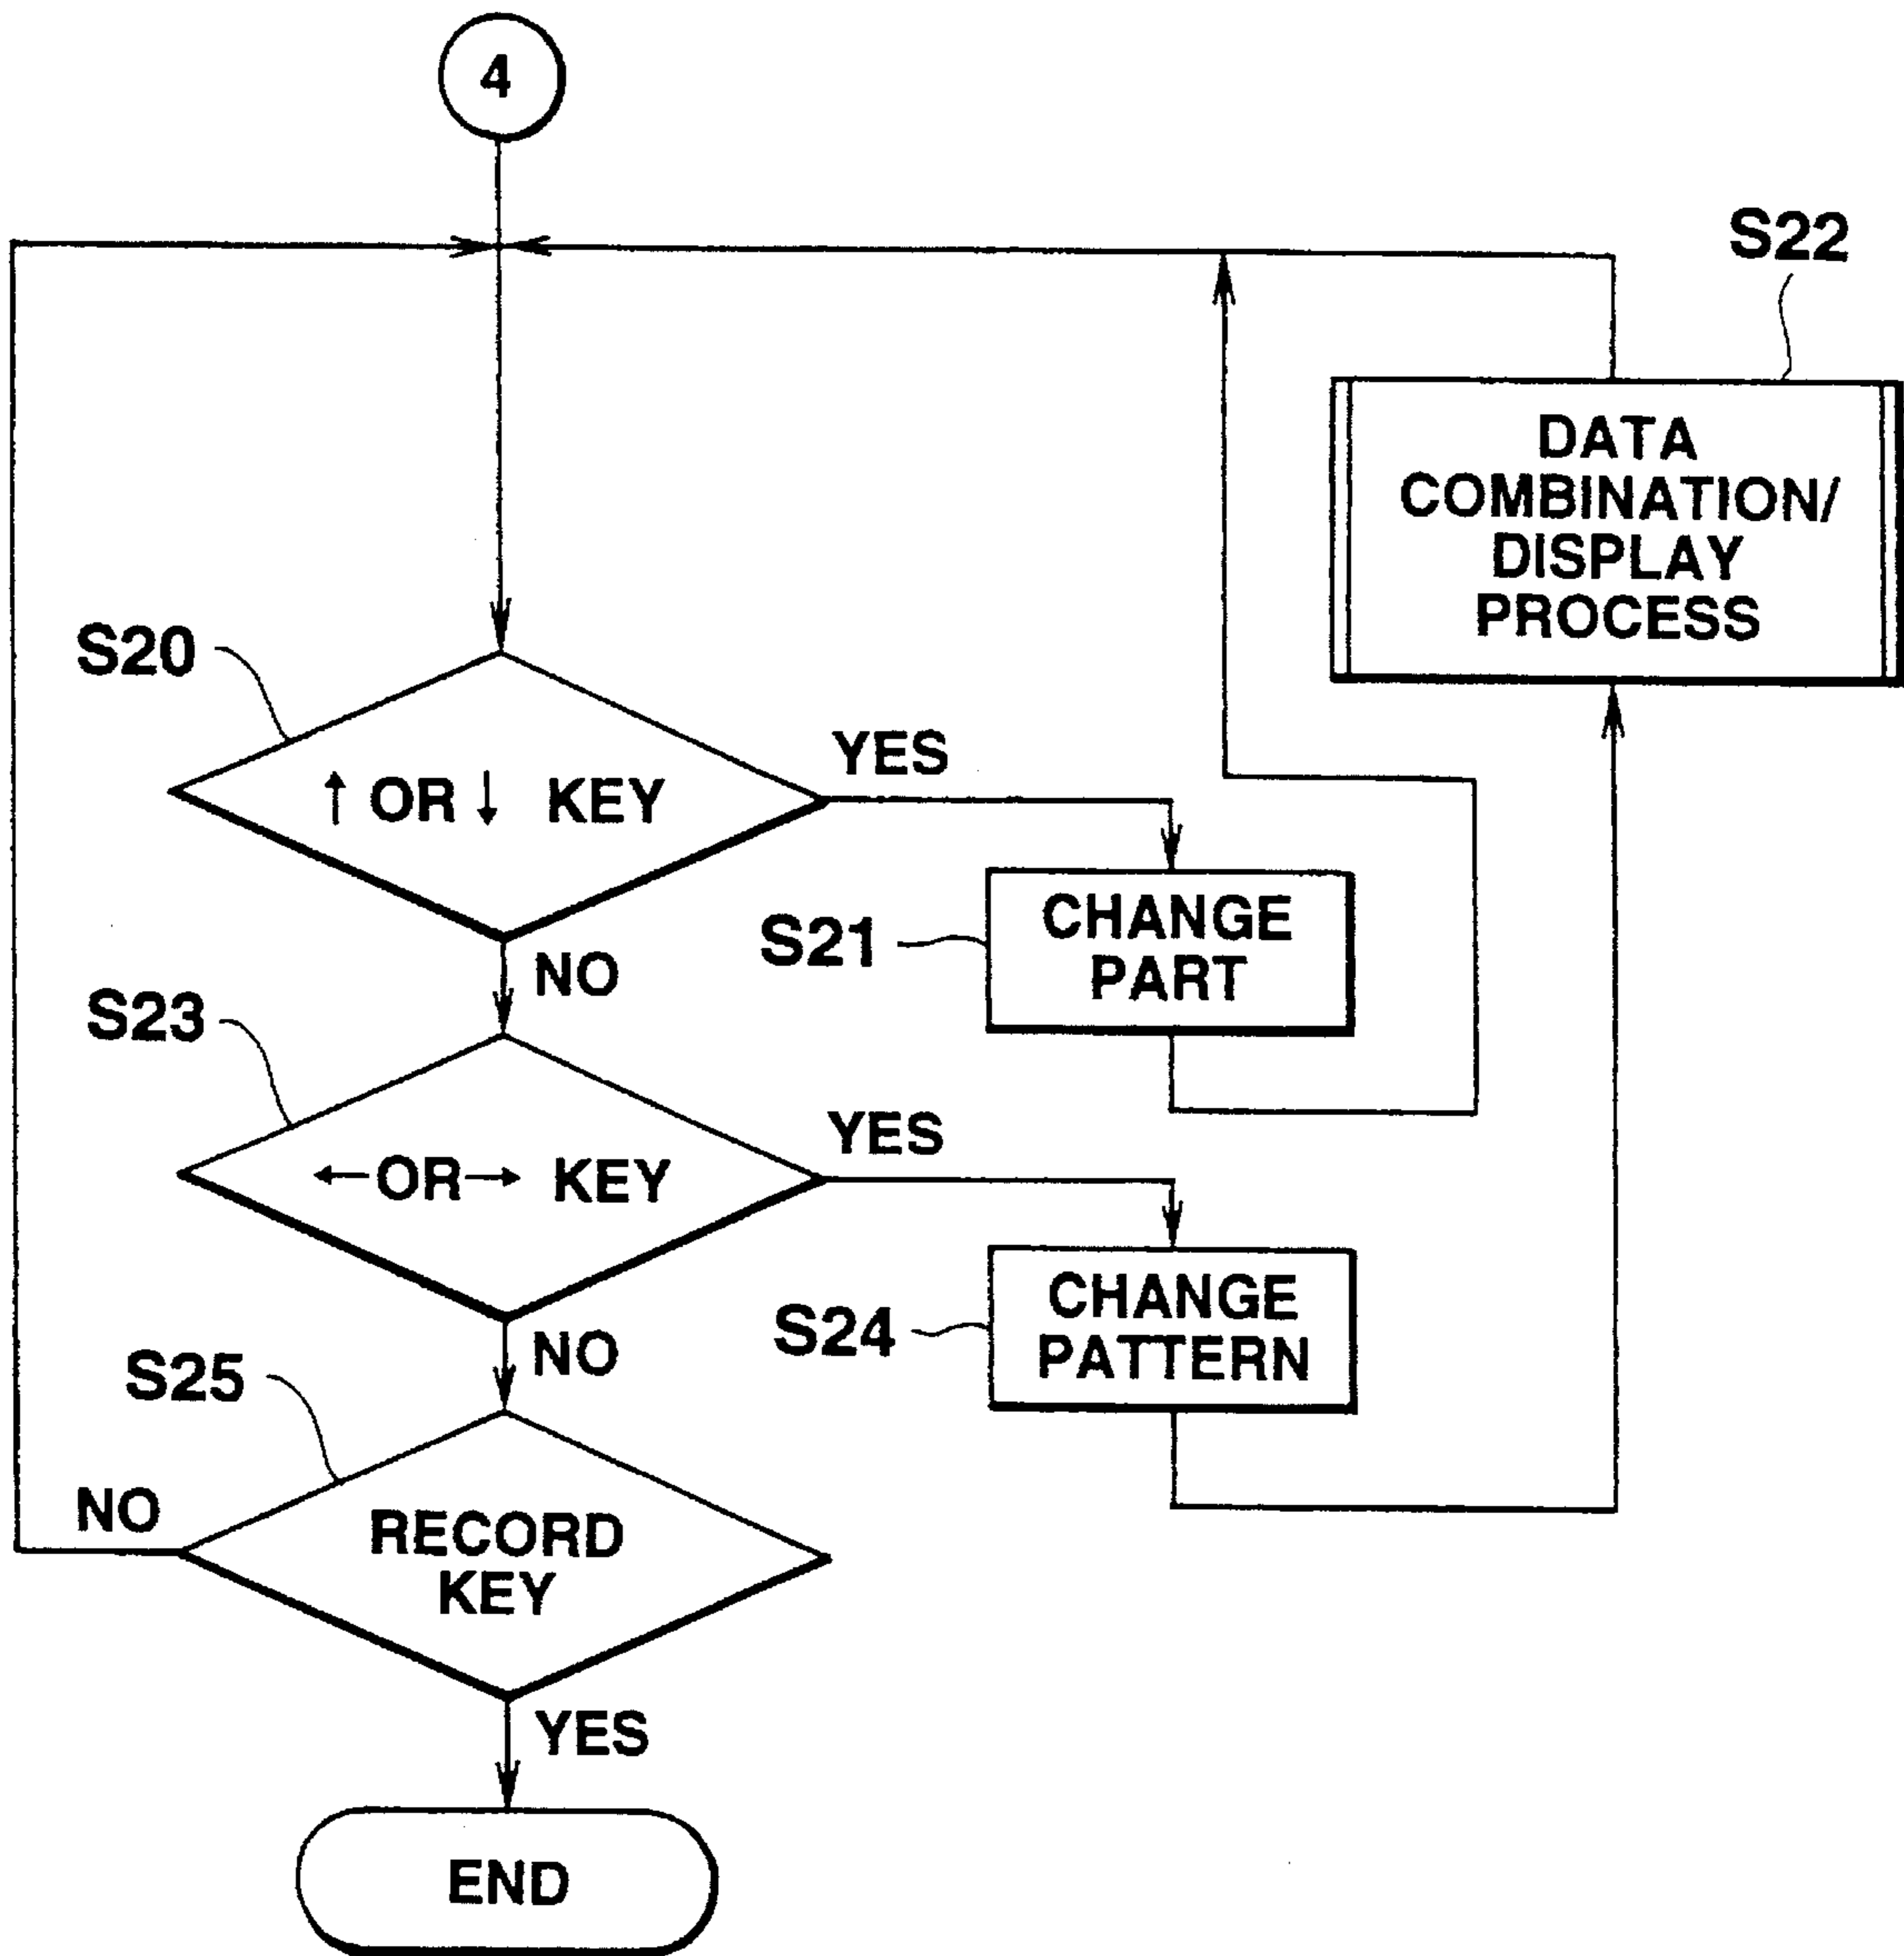 4
S22
DATA
COMBINATION/
DISPLAY
PROCESS
S20
↑ OR ↓ KEY
YES
S21
CHANGE
PART
NO
S23
← OR → KEY
YES
S24
CHANGE
PATTERN
NO
S25
NO
RECORD
KEY
YES
END